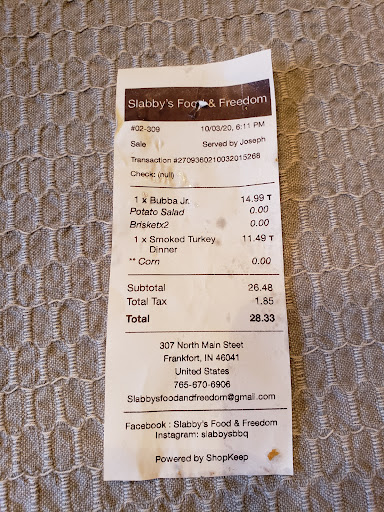 Slabby's Food & Freedom
#02-309 10/03/20, 6:11 PM
Sale Served by Joseph
Transaction #2709360210032015268
Check: (null)
1 x Bubba Jr. 14.99 T
Potato Salad 0.00
Brisketx2 0.00
1 x Smoked Turkey 11.49 T
Dinner
** Corn 0.00
Subtotal 26.48
Total Tax 1.85
Total 28.33
307 North Main Steet
Frankfort, IN 46041
United States
765-670-6906
Slabbysfoodandfreedom@gmail.com
Facebook : Slabby's Food & Freedom
Instagram: slabbysbbq
Powered by ShopKeep